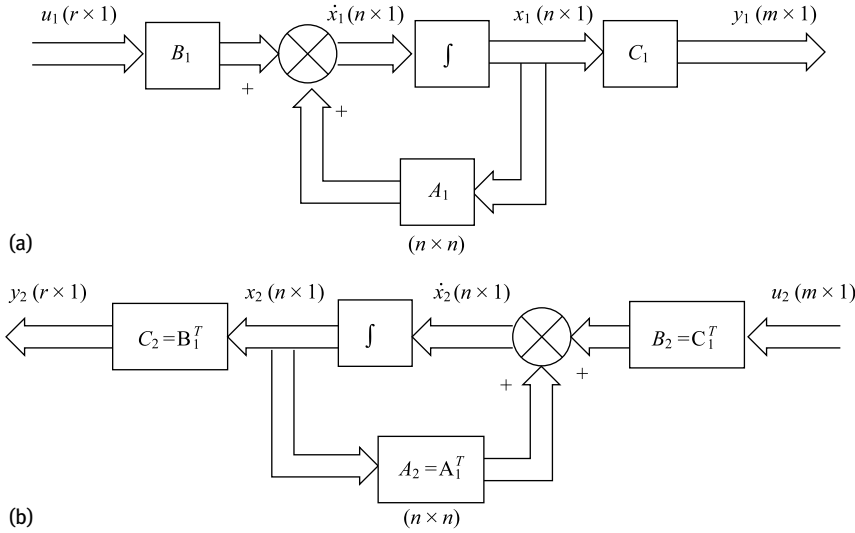 u₁ (r × 1) ẋ₁ (n × 1) x₁ (n × 1) y₁ (m × 1)
B₁ ∫ C₁
+
+
A₁
(a) (n × n)
y₂ (r × 1) x₂ (n × 1) ẋ₂ (n × 1) u₂ (m × 1)
C₂ = B₁ᵀ ∫ B₂ = C₁ᵀ
+ +
A₂ = A₁ᵀ
(b) (n × n)